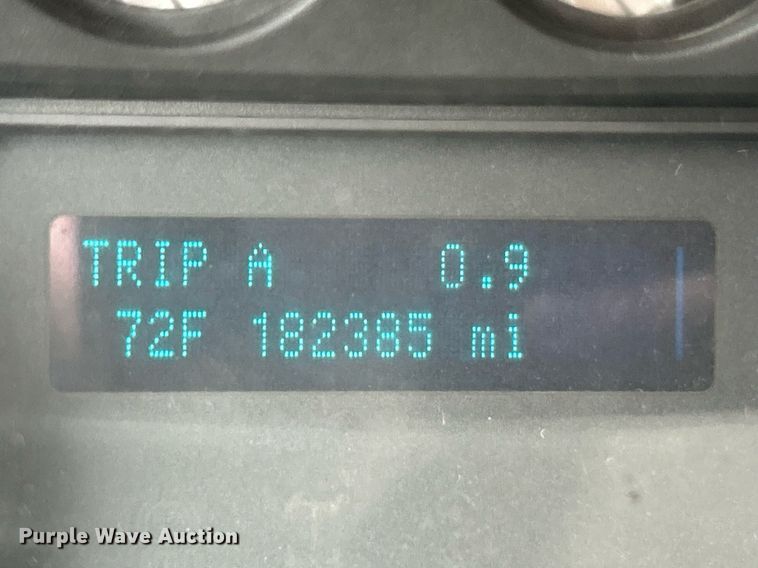 TRIP A 0.9
72F 182385 mi
Purple Wave Auction